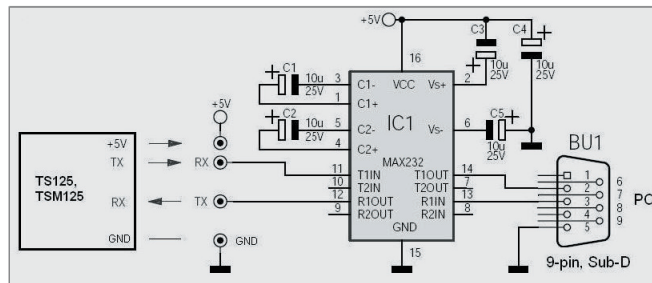 +5V
C3
C4
+
+
10u
25V
10u
25V
16
C1
+
10u
25V
3
1
C1-
C1+
VCC
VS+
2
IC1
+5V
C2
+
10u
25V
5
4
C2-
C2+
VS-
6
C5
+
10u
25V
BU1
MAX232
TS125,
TSM125
+5V
TX
RX
GND
RX
TX
GND
11
10
12
9
T1IN
T2IN
R1OUT
R2OUT
T1OUT
T2OUT
R1IN
R2IN
14
7
13
8
GND
15
1
2
3
4
5
6
7
8
9
PC
9-pin, Sub-D